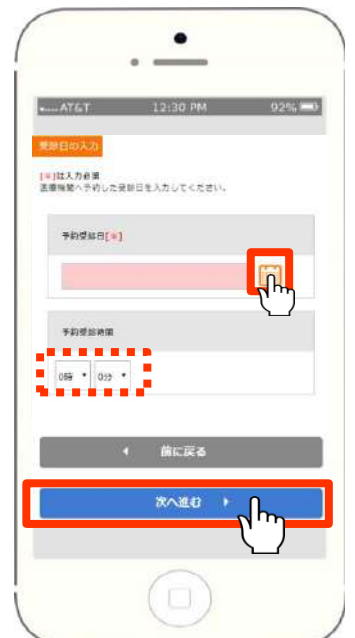 AT&T 12:30 PM 92%
受診日の入力
[※]は入力必須
医療機関へ予約した受診日を入力してください。
予約受診日[※]
予約受診時間
0時 ▼ 0分 ▼
◀ 前に戻る
次へ進む ▶